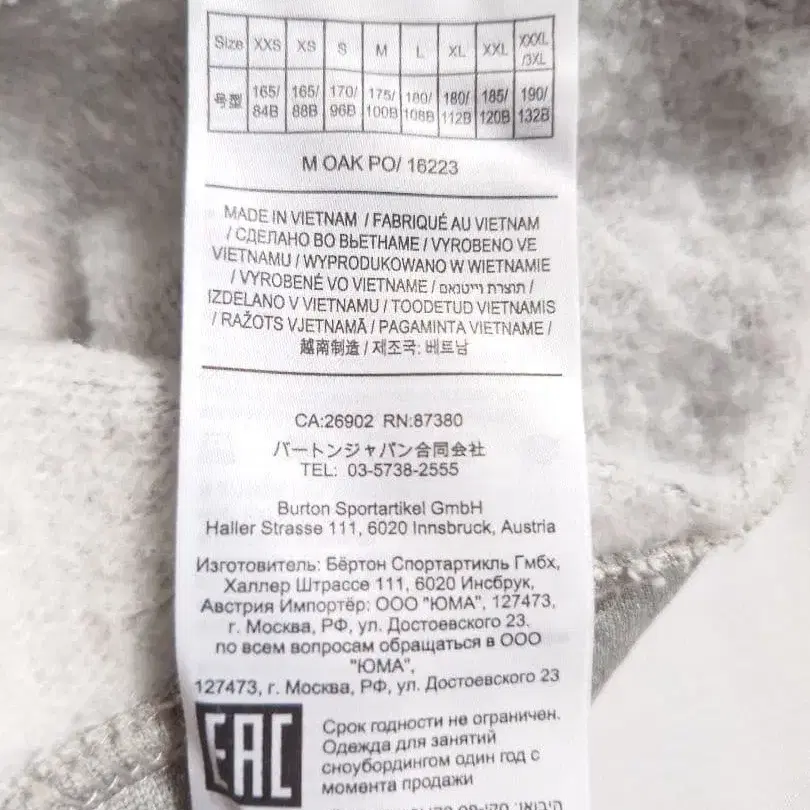 Size XXS XS S M L XL XXL XXXL/3XL
号型 165/84B 165/88B 170/96B 175/100B 180/108B 180/112B 185/120B 190/132B
M OAK PO/ 16223
MADE IN VIETNAM / FABRIQUÉ AU VIETNAM
/ СДЕЛАНО ВО ВЬЕТНАМЕ / VYROBENO VE
VIETNAMU / WYPRODUKOWANO W WIETNAMIE
/ VYROBENÉ VO VIETNAME / תוצרת וייטנאם /
IZDELANO V VIETNAMU / TOODETUD VIETNAMIS
/ RAŽOTS VJETNAMĀ / PAGAMINTA VIETNAME /
越南制造 / 제조국: 베트남
CA:26902 RN:87380
バートンジャパン合同会社
TEL: 03-5738-2555
Burton Sportartikel GmbH
Haller Strasse 111, 6020 Innsbruck, Austria
Изготовитель: Бёртон Спортартикль Гмбх,
Халлер Штрассе 111, 6020 Инсбрук,
Австрия Импортёр: ООО "ЮМА", 127473,
г. Москва, РФ, ул. Достоевского 23.
по всем вопросам обращаться в ООО
"ЮМА",
127473, г. Москва, РФ, ул. Достоевского 23
EAC
Срок годности не ограничен.
Одежда для занятий
сноубордингом один год с
момента продажи